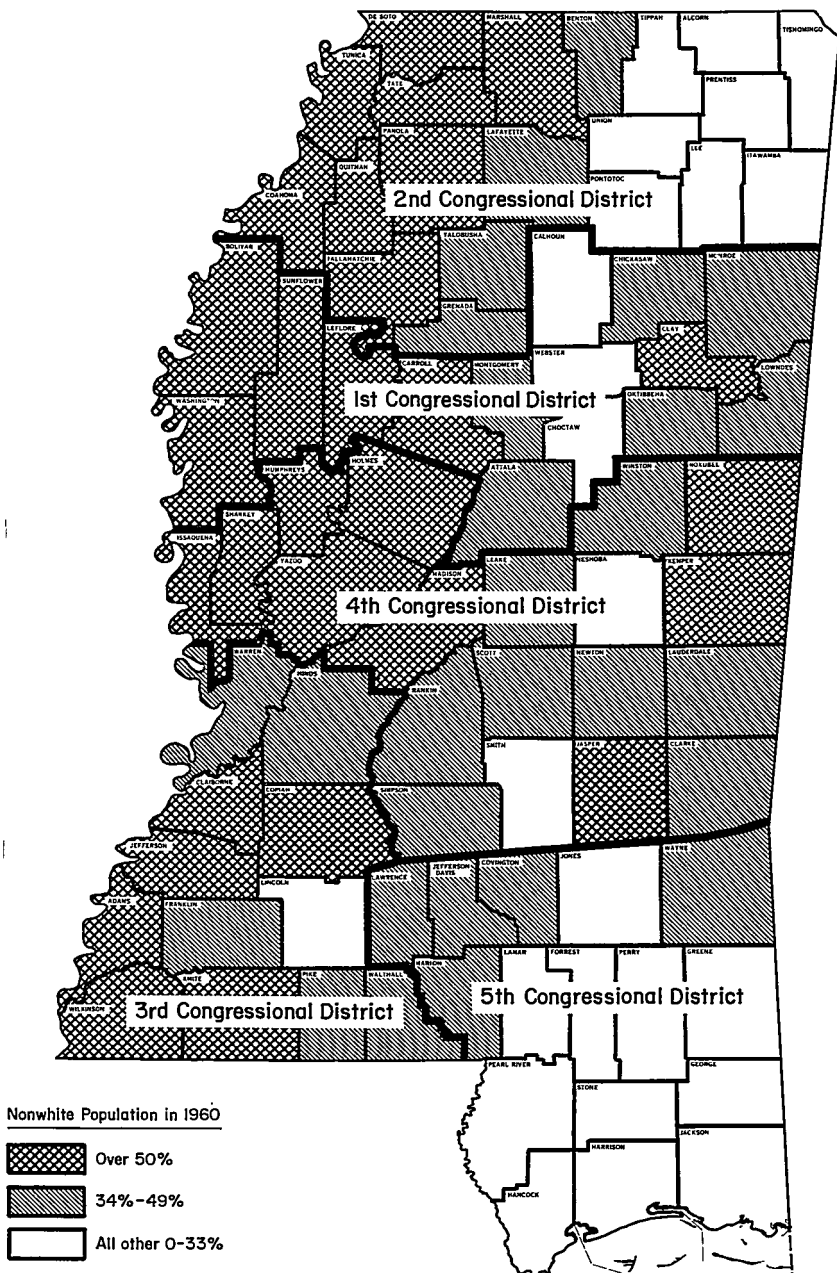 DE SOTO
MARSHALL
BENTON
TIPPAH
ALCORN
TISHOMINGO
TUNICA
TATE
PRENTISS
PANOLA
LAFAYETTE
UNION
LEE
ITAWAMBA
QUITMAN
COAHOMA
PONTOTOC
2nd Congressional District
BOLIVAR
YALOBUSHA
CALHOUN
TALLAHATCHIE
CHICKASAW
MONROE
SUNFLOWER
GRENADA
LEFLORE
CLAY
CARROLL
MONTGOMERY
WEBSTER
LOWNDES
WASHINGTON
1st Congressional District
OKTIBBEHA
CHOCTAW
HUMPHREYS
HOLMES
ATTALA
WINSTON
NOXUBEE
SHARKEY
ISSAQUENA
YAZOO
MADISON
LEAKE
NESHOBA
KEMPER
4th Congressional District
WARREN
HINDS
RANKIN
SCOTT
NEWTON
LAUDERDALE
SMITH
JASPER
CLARKE
CLAIBORNE
COPIAH
SIMPSON
JEFFERSON
LINCOLN
LAWRENCE
JEFFERSON
DAVIS
COVINGTON
JONES
WAYNE
ADAMS
FRANKLIN
AMITE
PIKE
WALTHALL
MARION
LAMAR
FORREST
PERRY
GREENE
WILKINSON
3rd Congressional District
5th Congressional District
PEARL RIVER
GEORGE
STONE
JACKSON
HARRISON
HANCOCK
Nonwhite Population in 1960
Over 50%
34%-49%
All other 0-33%